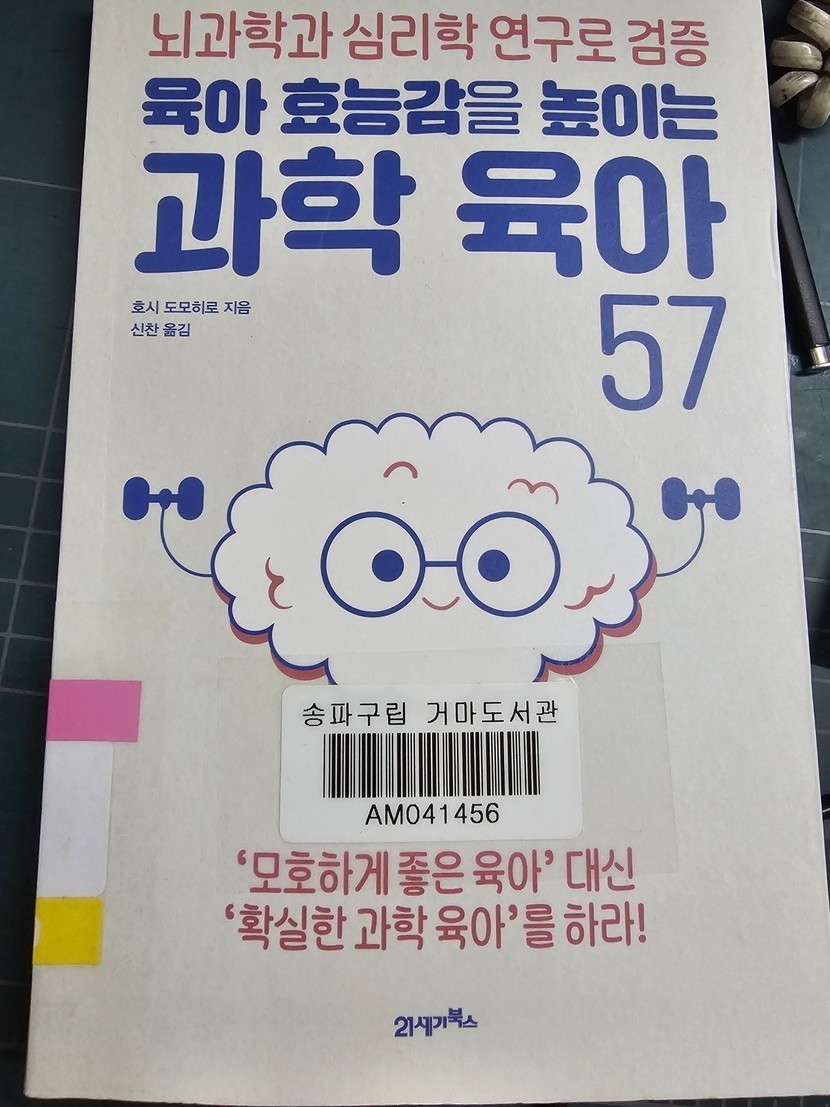 뇌과학과 심리학 연구로 검증
육아 효능감을 높이는
과학 육아
57
호시 도모히로 지음
신찬 옮김
송파구립 거마도서관
AM041456
‘모호하게 좋은 육아’ 대신
‘확실한 과학 육아’를 하라!
21세기북스